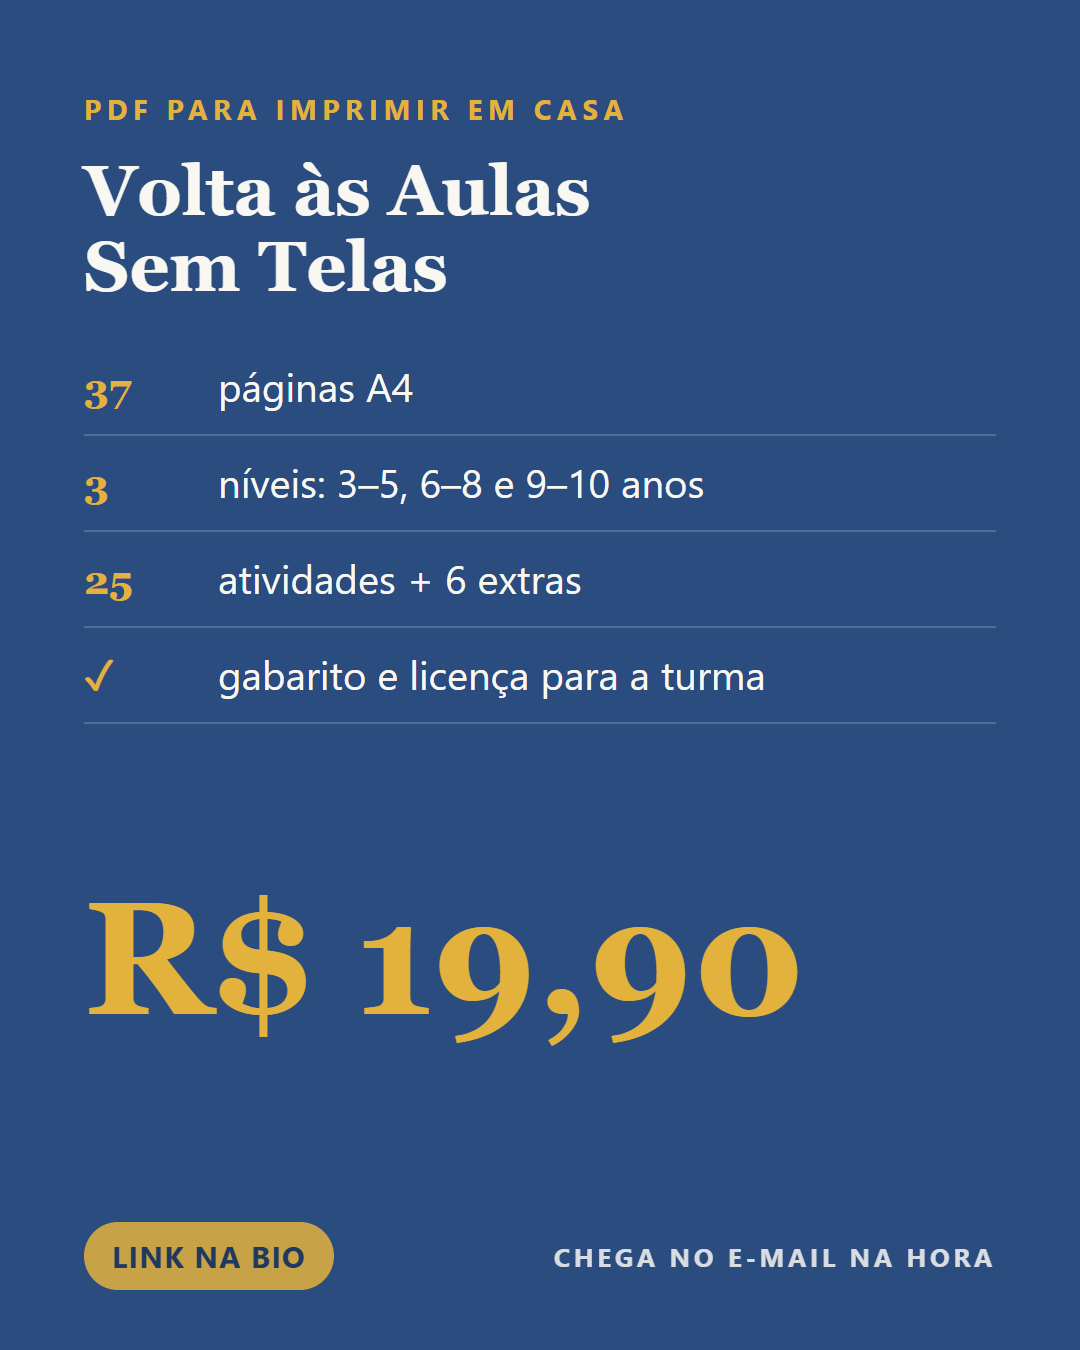 PDF PARA IMPRIMIR EM CASA
Volta às Aulas
Sem Telas
37 páginas A4
3 níveis: 3–5, 6–8 e 9–10 anos
25 atividades + 6 extras
✓ gabarito e licença para a turma
R$ 19,90
LINK NA BIO CHEGA NO E-MAIL NA HORA